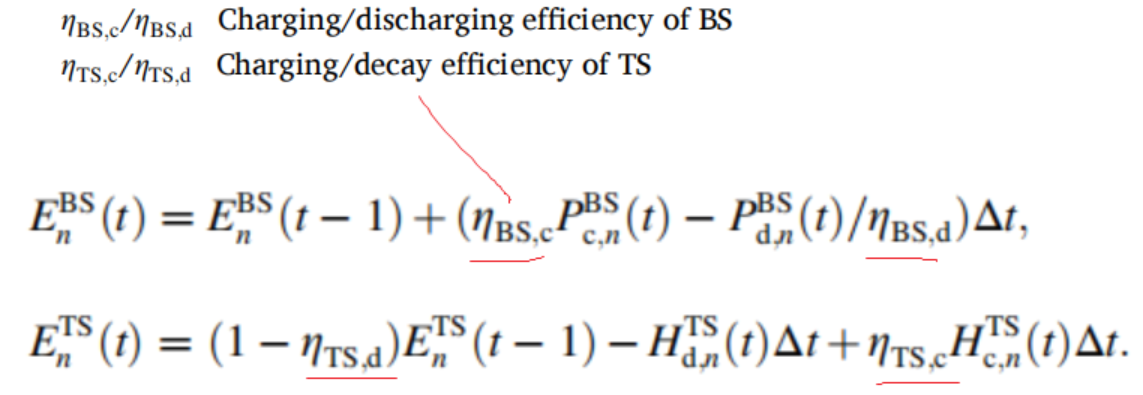 η_BS,c/η_BS,d Charging/discharging efficiency of BS
η_TS,c/η_TS,d Charging/decay efficiency of TS
E_n^BS(t) = E_n^BS(t − 1) + (η_BS,c P_c,n^BS(t) − P_d,n^BS(t)/η_BS,d)Δt,
E_n^TS(t) = (1 − η_TS,d)E_n^TS(t − 1) − H_d,n^TS(t)Δt + η_TS,c H_c,n^TS(t)Δt.